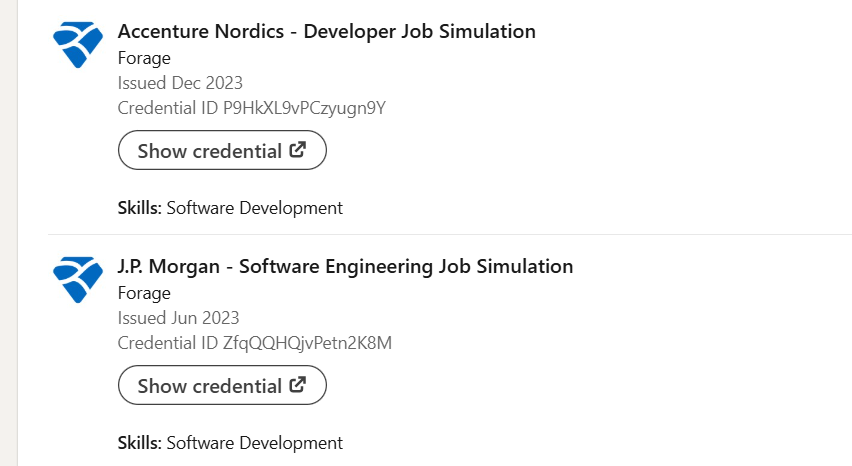 Accenture Nordics - Developer Job Simulation
Forage
Issued Dec 2023
Credential ID P9HkXL9vPCzyugn9Y
Show credential
Skills: Software Development
J.P. Morgan - Software Engineering Job Simulation
Forage
Issued Jun 2023
Credential ID ZfqQQHQjvPetn2K8M
Show credential
Skills: Software Development